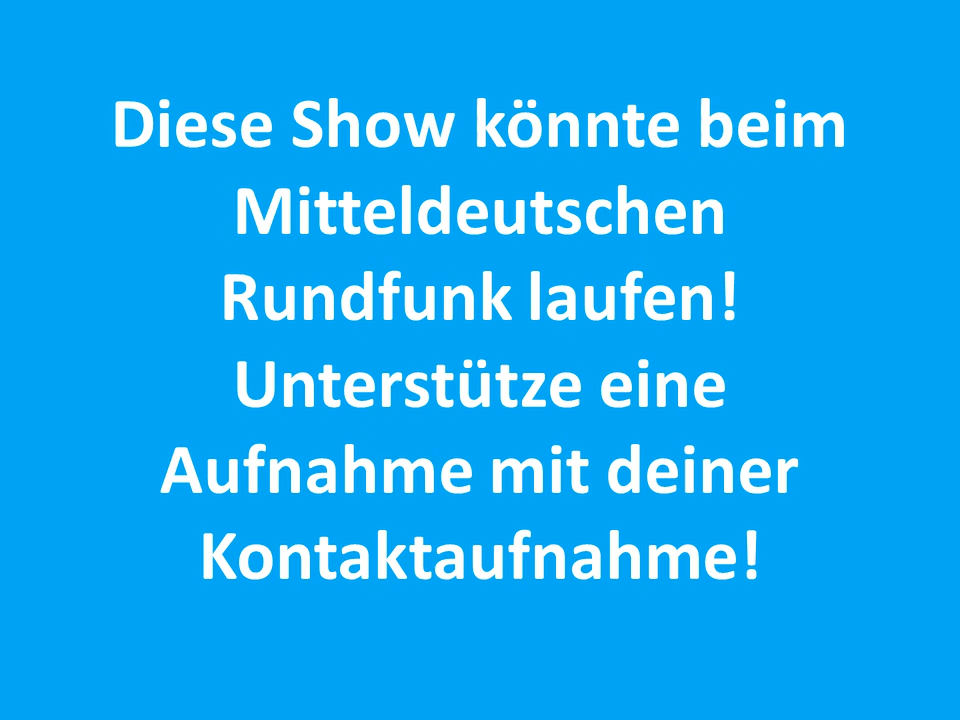 Diese Show könnte beim
Mitteldeutschen
Rundfunk laufen!
Unterstütze eine
Aufnahme mit deiner
Kontaktaufnahme!